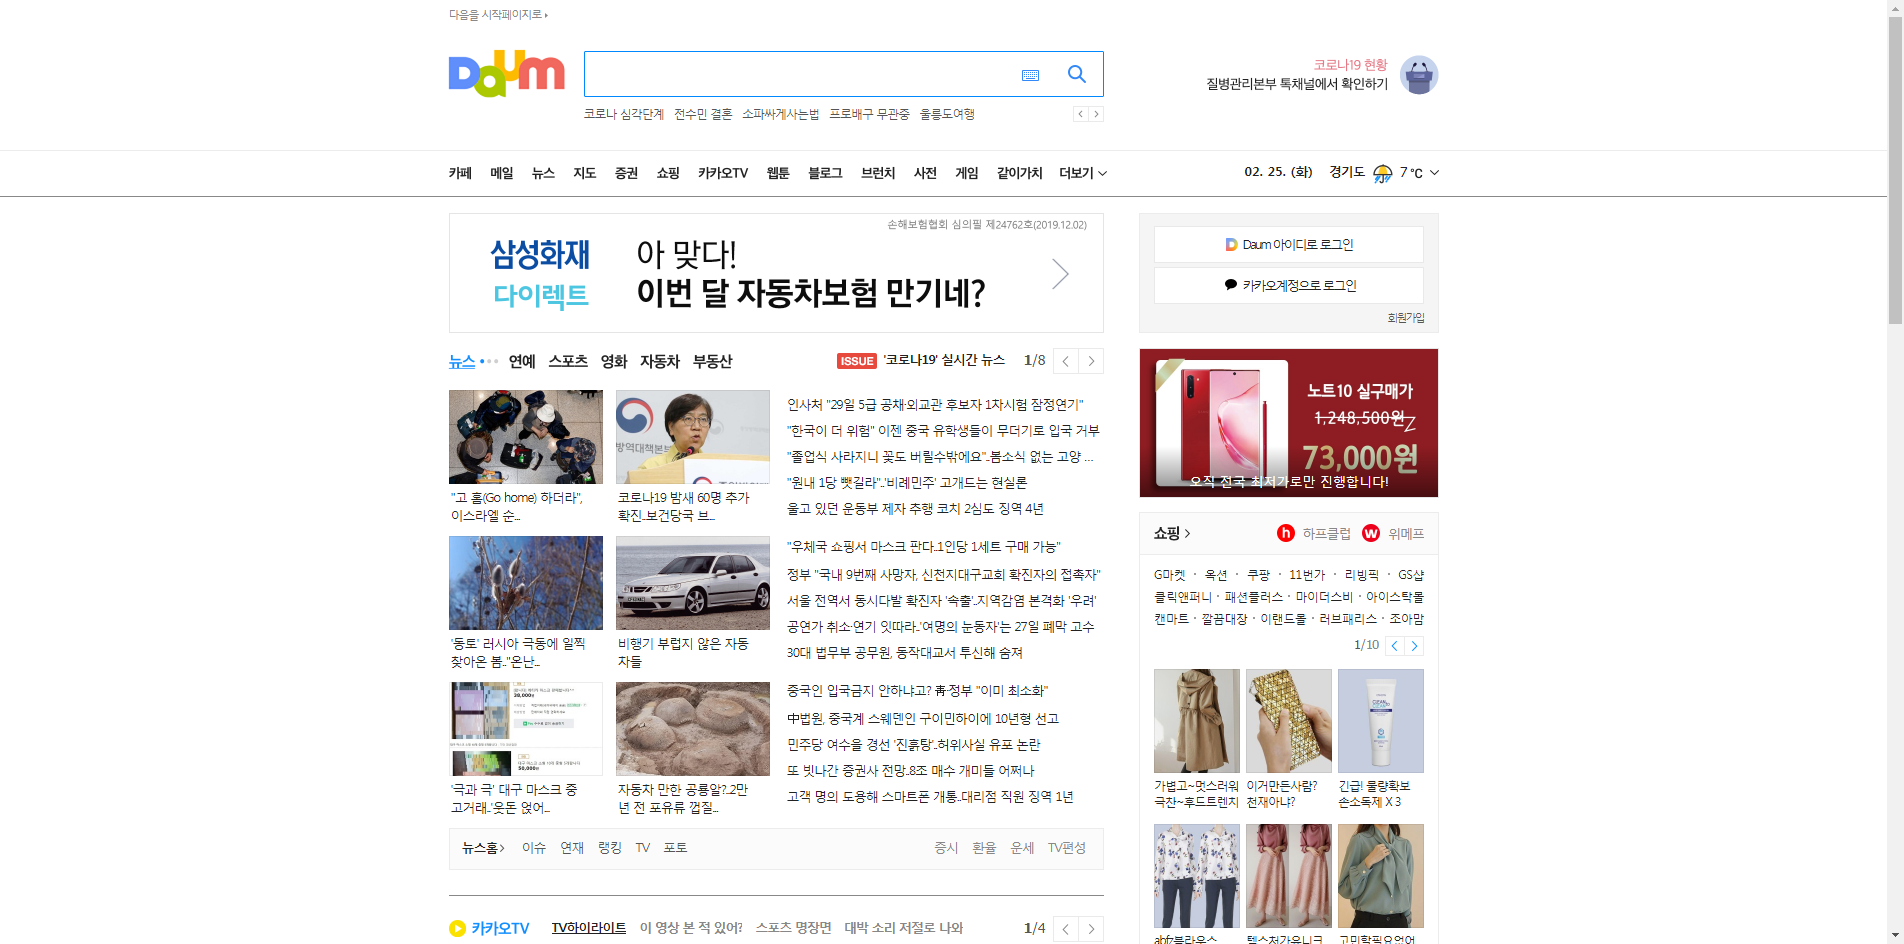 다음을 시작페이지로
Daum
코로나19 현황
질병관리본부 톡채널에서 확인하기
코로나 심각단계 전수민 결혼 소파싸게사는법 프로배구 무관중 울릉도여행
카페 메일 뉴스 지도 증권 쇼핑 카카오TV 웹툰 블로그 브런치 사전 게임 같이가치 더보기
02. 25. (화) 경기도 7 °C
손해보험협회 심의필 제24762호(2019.12.02)
삼성화재
다이렉트
아 맞다!
이번 달 자동차보험 만기네?
Daum 아이디로 로그인
카카오계정으로 로그인
회원가입
뉴스 연예 스포츠 영화 자동차 부동산
ISSUE '코로나19' 실시간 뉴스 1/8
"고 홈(Go home) 하더라",
이스라엘 순...
코로나19 밤새 60명 추가
확진..보건당국 브...
'동토' 러시아 극동에 일찍
찾아온 봄.."온난...
비행기 부럽지 않은 자동
차들
38,000원
50,000원
'극과 극' 대구 마스크 중
고거래..'웃돈 얹어...
자동차 만한 공룡알?..2만
년 전 포유류 껍질...
인사처 "29일 5급 공채·외교관 후보자 1차시험 잠정연기"
"한국이 더 위험" 이젠 중국 유학생들이 무더기로 입국 거부
"졸업식 사라지니 꽃도 버릴수밖에요"..봄소식 없는 고양 ...
"원내 1당 뺏길라"..'비례민주' 고개드는 현실론
울고 있던 운동부 제자 추행 코치 2심도 징역 4년
"우체국 쇼핑서 마스크 판다..1인당 1세트 구매 가능"
정부 "국내 9번째 사망자, 신천지대구교회 확진자의 접촉자"
서울 전역서 동시다발 확진자 '속출'..지역감염 본격화 '우려'
공연가 취소·연기 잇따라..'여명의 눈동자'는 27일 폐막 고수
30대 법무부 공무원, 동작대교서 투신해 숨져
중국인 입국금지 안하냐고? 靑·정부 "이미 최소화"
中법원, 중국계 스웨덴인 구이민하이에 10년형 선고
민주당 여수을 경선 '진흙탕'..허위사실 유포 논란
또 빗나간 증권사 전망..8조 매수 개미들 어쩌나
고객 명의 도용해 스마트폰 개통..대리점 직원 징역 1년
뉴스홈 이슈 연재 랭킹 TV 포토
증시 환율 운세 TV편성
카카오TV TV하이라이트 이 영상 본 적 있어? 스포츠 명장면 대박 소리 저절로 나와 1/4
노트10 실구매가
1,248,500원
73,000원
오직 전국 최저가로만 진행합니다!
쇼핑
하프클럽 위메프
G마켓 · 옥션 · 쿠팡 · 11번가 · 리빙픽 · GS샵
클릭앤퍼니 · 패션플러스 · 마이더스비 · 아이스탁몰
캔마트 · 깔끔대장 · 이랜드몰 · 러브패리스 · 조아맘
1/10
가볍고~멋스러워
극찬~후드트렌치
이거만든사람?
천재아냐?
긴급! 물량확보
손소독제 X 3
abfz블라우스
텍스처가유니크
고민할필요없어